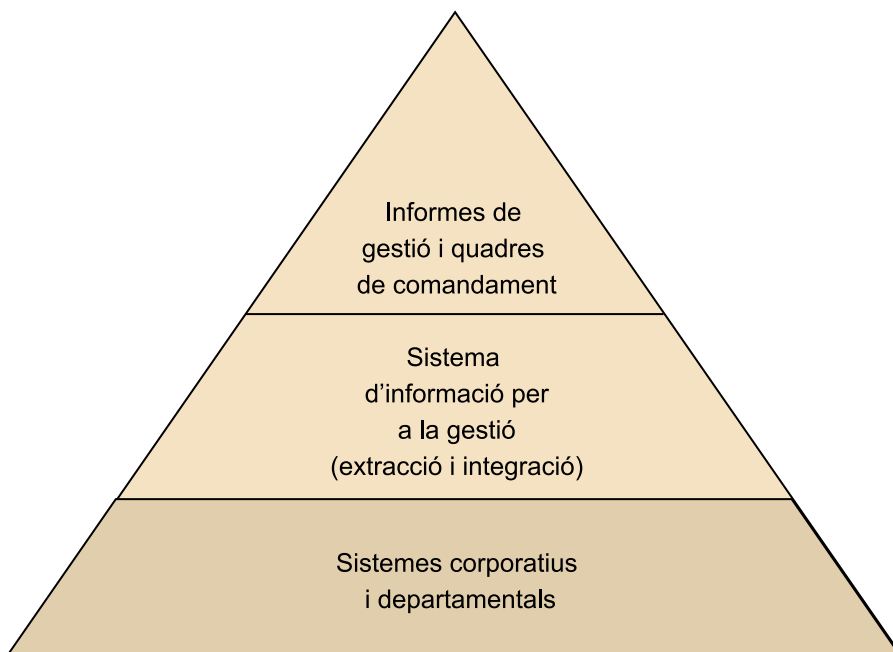 Informes de
gestió i quadres
de comandament
Sistema
d'informació per
a la gestió
(extracció i integració)
Sistemes corporatius
i departamentals